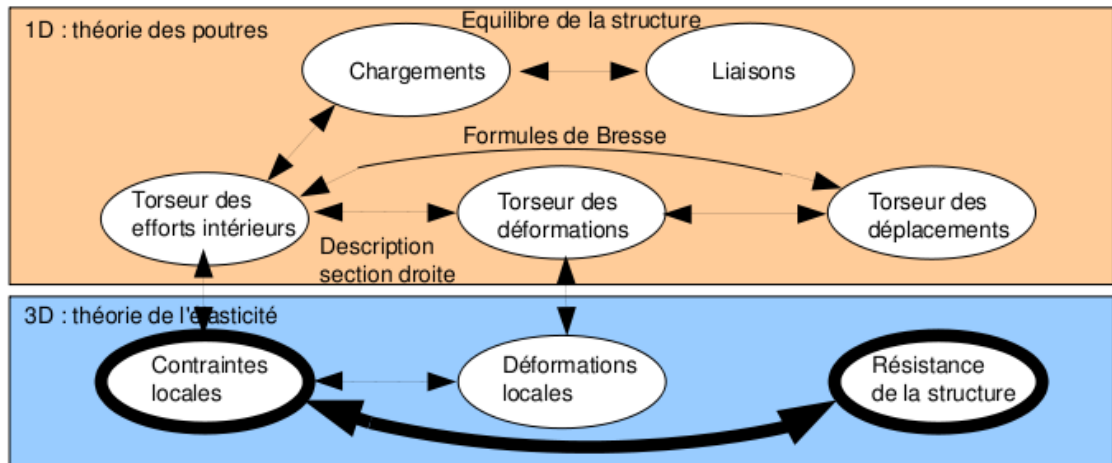 Equilibre de la structure
1D : théorie des poutres
Chargements
Liaisons
Formules de Bresse
Torseur des
efforts intérieurs
Torseur des
déformations
Torseur des
déplacements
Description
section droite
3D : théorie de l'élasticité
Contraintes
locales
Déformations
locales
Résistance
de la structure